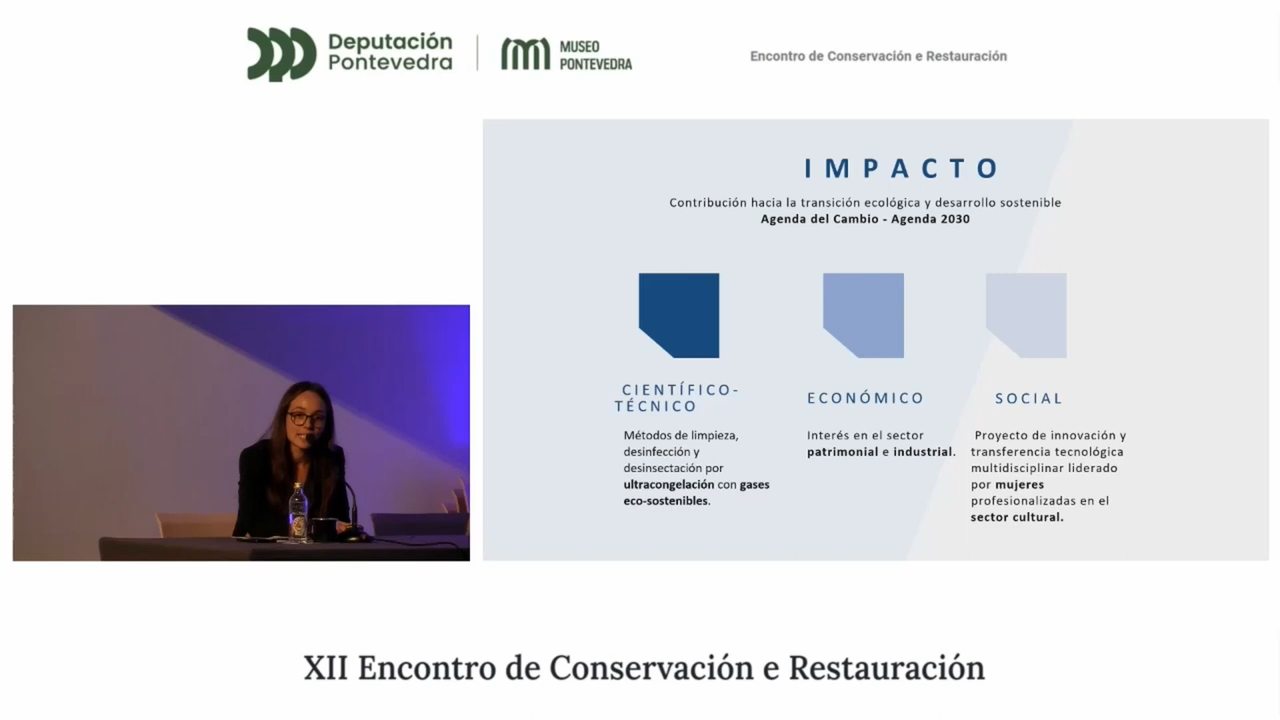 Deputación
Pontevedra
MUSEO
PONTEVEDRA
Encontro de Conservación e Restauración
IMPACTO
Contribución hacia la transición ecológica y desarrollo sostenible
Agenda del Cambio - Agenda 2030
CIENTÍFICO-
TÉCNICO
Métodos de limpieza,
desinfección y
desinsectación por
ultracongelación con gases
eco-sostenibles.
ECONÓMICO
Interés en el sector
patrimonial e industrial.
SOCIAL
Proyecto de innovación y
transferencia tecnológica
multidisciplinar liderado
por mujeres
profesionalizadas en el
sector cultural.
XII Encontro de Conservación e Restauración